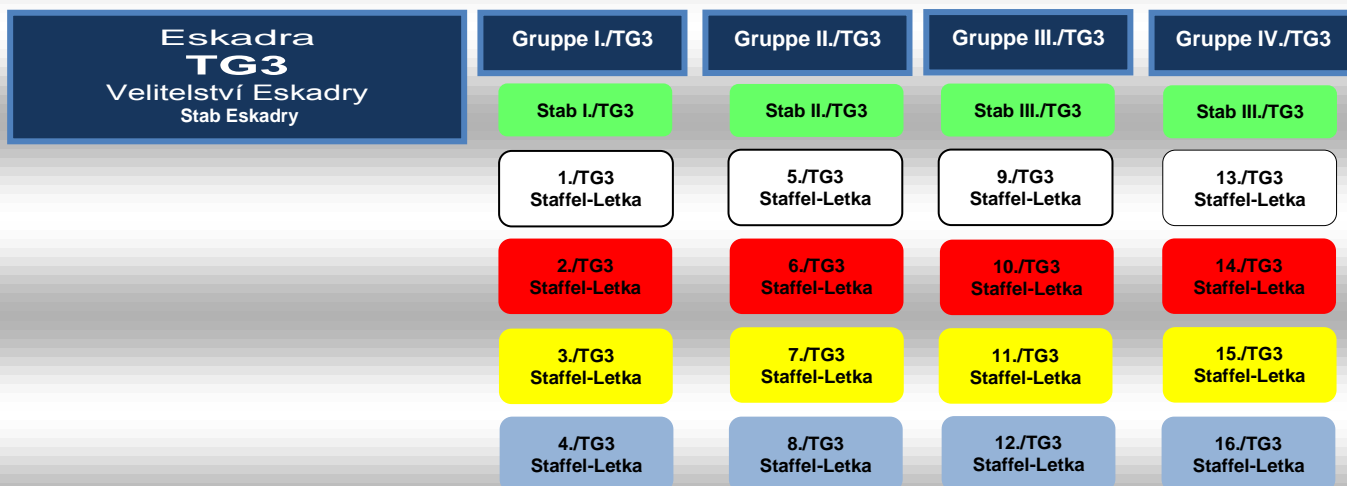 Eskadra
TG3
Velitelství Eskadry
Stab Eskadry
Gruppe I./TG3
Gruppe II./TG3
Gruppe III./TG3
Gruppe IV./TG3
Stab I./TG3
Stab II./TG3
Stab III./TG3
Stab III./TG3
1./TG3
Staffel-Letka
5./TG3
Staffel-Letka
9./TG3
Staffel-Letka
13./TG3
Staffel-Letka
2./TG3
Staffel-Letka
6./TG3
Staffel-Letka
10./TG3
Staffel-Letka
14./TG3
Staffel-Letka
3./TG3
Staffel-Letka
7./TG3
Staffel-Letka
11./TG3
Staffel-Letka
15./TG3
Staffel-Letka
4./TG3
Staffel-Letka
8./TG3
Staffel-Letka
12./TG3
Staffel-Letka
16./TG3
Staffel-Letka